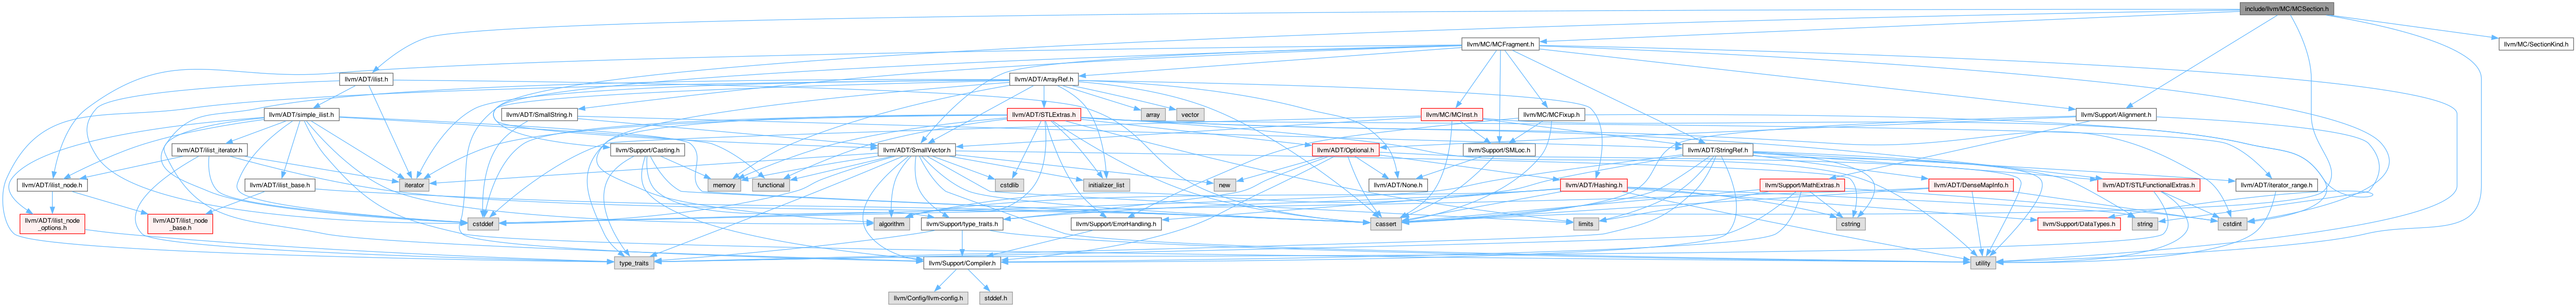 include/llvm/MC/MCSection.h
llvm/MC/MCFragment.h
llvm/MC/SectionKind.h
llvm/ADT/ilist.h
llvm/ADT/ArrayRef.h
llvm/ADT/simple_ilist.h
llvm/ADT/SmallString.h
llvm/ADT/STLExtras.h
array
vector
llvm/MC/MCInst.h
llvm/MC/MCFixup.h
llvm/Support/Alignment.h
llvm/ADT/ilist_iterator.h
llvm/Support/Casting.h
llvm/ADT/SmallVector.h
llvm/ADT/Optional.h
llvm/Support/SMLoc.h
llvm/ADT/StringRef.h
llvm/ADT/ilist_node.h
llvm/ADT/ilist_base.h
iterator
memory
functional
cstdlib
initializer_list
new
llvm/ADT/None.h
llvm/ADT/Hashing.h
llvm/Support/MathExtras.h
llvm/ADT/DenseMapInfo.h
llvm/ADT/STLFunctionalExtras.h
llvm/ADT/iterator_range.h
llvm/ADT/ilist_node
_options.h
llvm/ADT/ilist_node
_base.h
cstddef
algorithm
llvm/Support/type_traits.h
llvm/Support/ErrorHandling.h
cassert
limits
cstring
llvm/Support/DataTypes.h
string
cstdint
type_traits
llvm/Support/Compiler.h
utility
llvm/Config/llvm-config.h
stddef.h